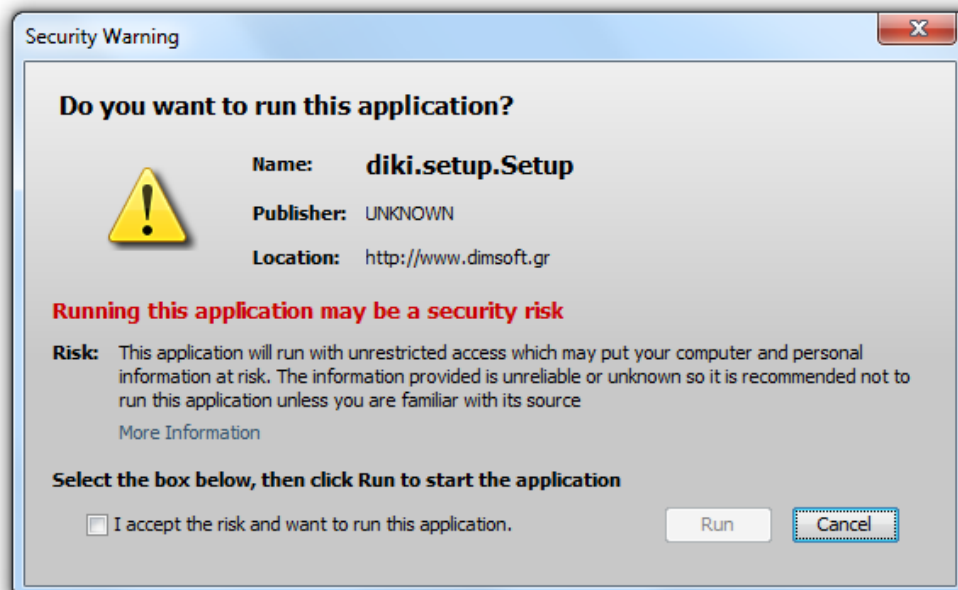 Security Warning
Do you want to run this application?
Name: diki.setup.Setup
Publisher: UNKNOWN
Location: http://www.dimsoft.gr
Running this application may be a security risk
Risk: This application will run with unrestricted access which may put your computer and personal
information at risk. The information provided is unreliable or unknown so it is recommended not to
run this application unless you are familiar with its source
More Information
Select the box below, then click Run to start the application
I accept the risk and want to run this application.
Run
Cancel